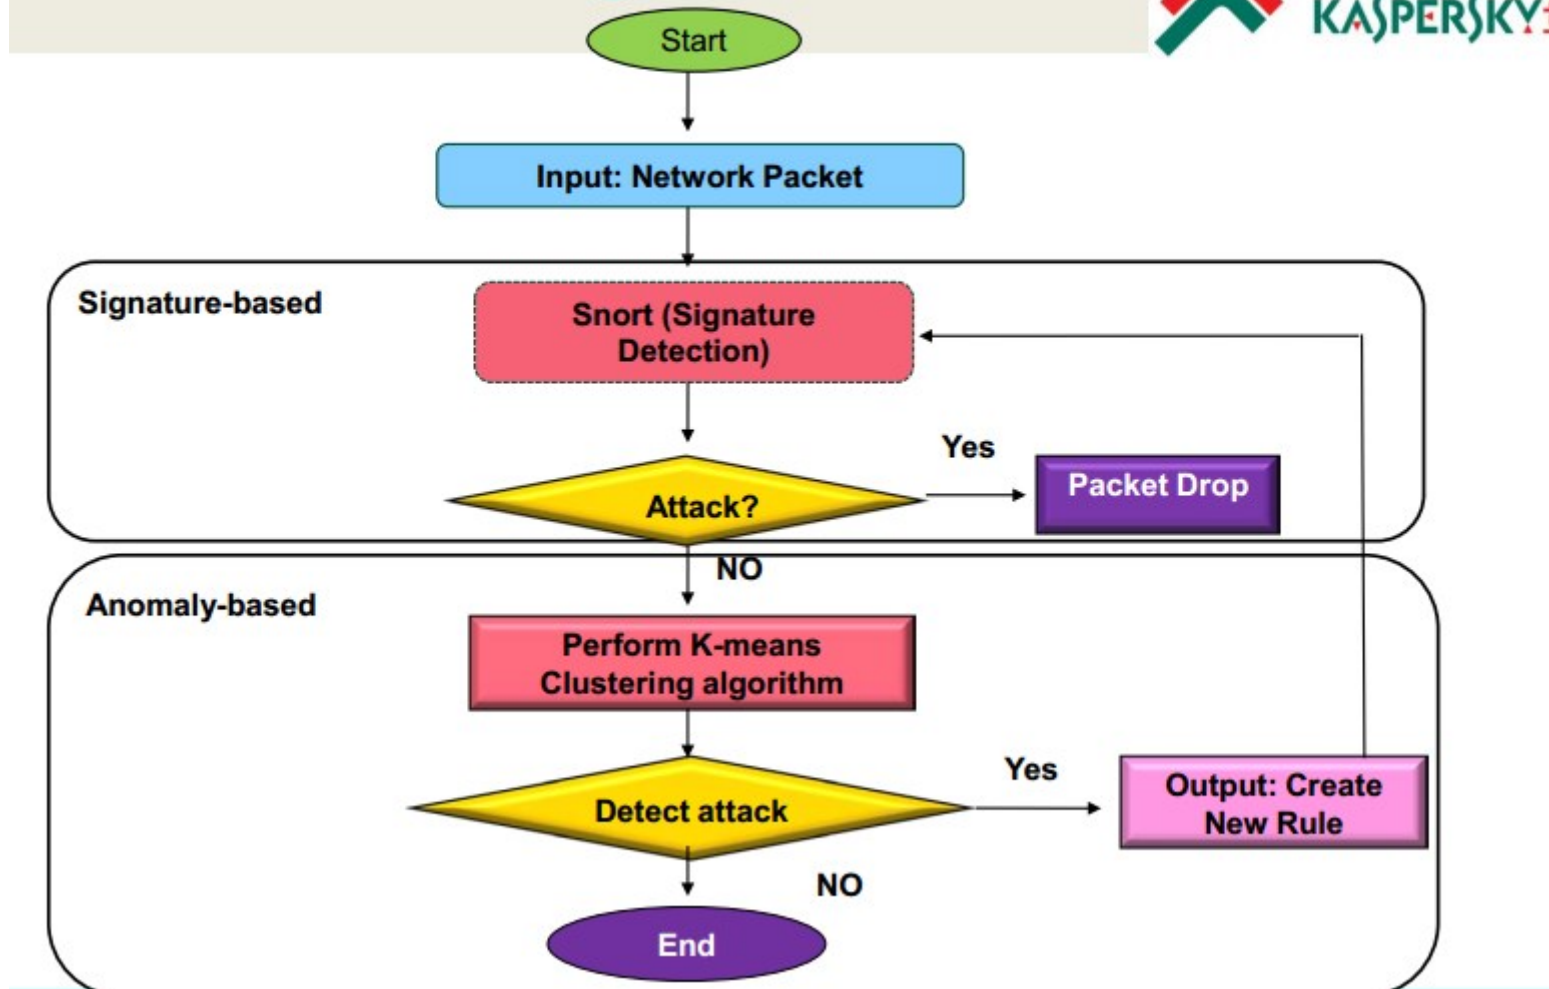 KASPERSKY
Start
Input: Network Packet
Signature-based
Snort (Signature
Detection)
Yes
Attack?
Packet Drop
NO
Anomaly-based
Perform K-means
Clustering algorithm
Yes
Detect attack
Output: Create
New Rule
NO
End